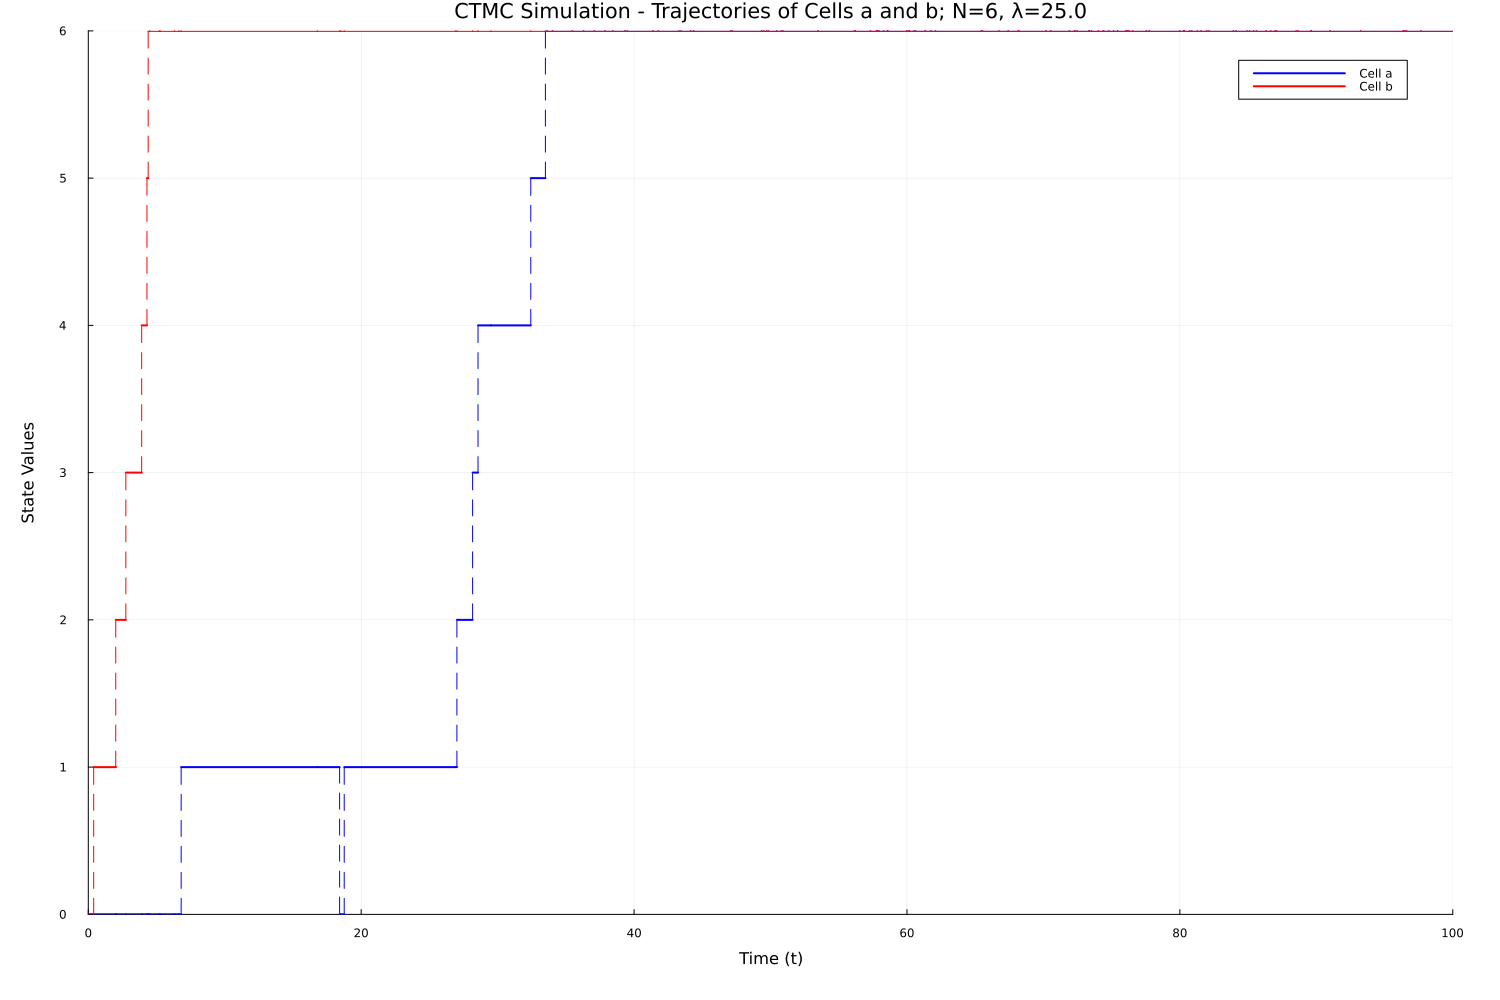 CTMC Simulation - Trajectories of Cells a and b; N=6, λ=25.0
6
Cell a
Cell b
5
4
3
State Values
2
1
0
0 20 40 60 80 100
Time (t)